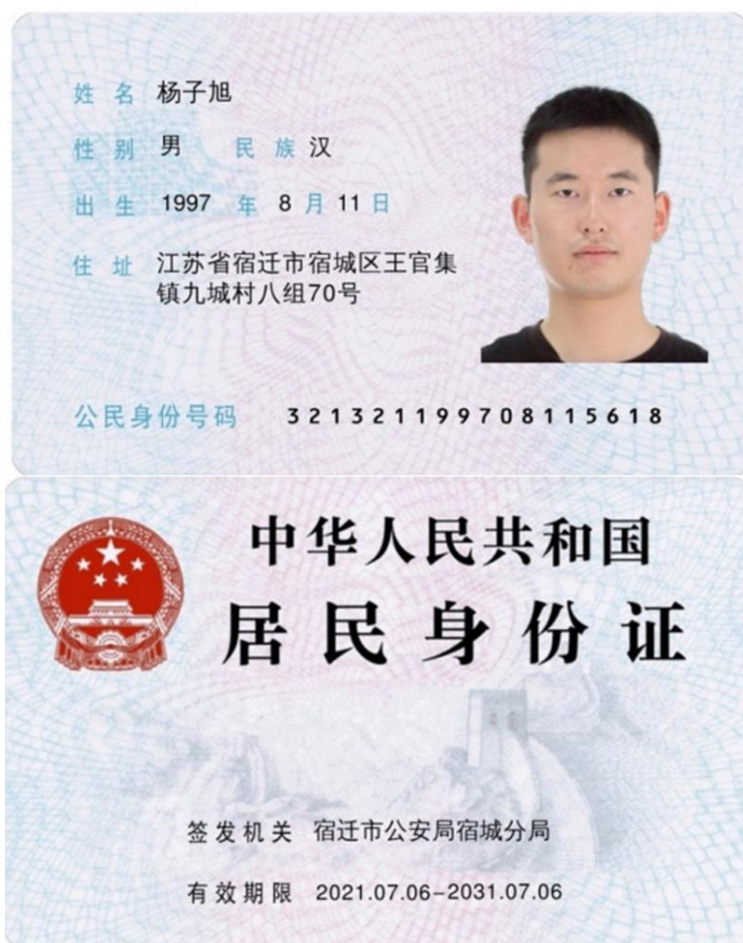 姓名 杨子旭
性别 男 民族 汉
出生 1997 年 8 月 11 日
住址 江苏省宿迁市宿城区王官集
镇九城村八组70号
公民身份号码 321321199708115618
中华人民共和国
居民身份证
签发机关 宿迁市公安局宿城分局
有效期限 2021.07.06-2031.07.06